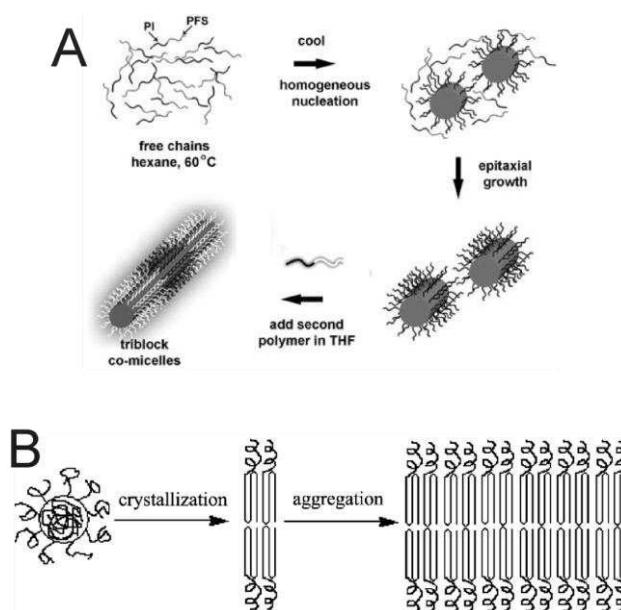 A
PI
PFS
cool
homogeneous
nucleation
free chains
hexane, 60°C
epitaxial
growth
add second
polymer in THF
triblock
co-micelles
B
crystallization
aggregation